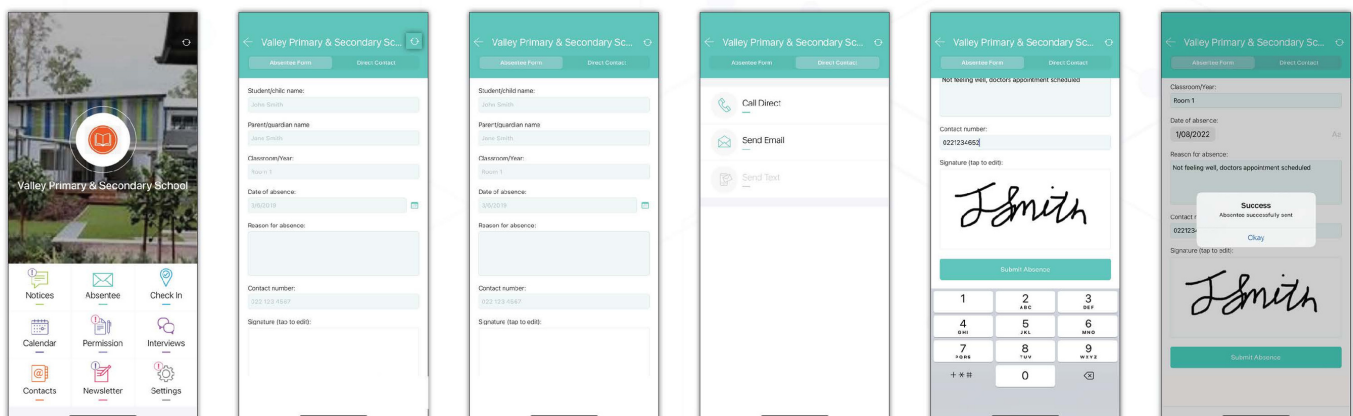 Valley Primary & Secondary School
Notices
Absentee
Check In
Calendar
Permission
Interviews
Contacts
Newsletter
Settings
Valley Primary & Secondary Sc...
Absentee Form
Direct Contact
Student/child name:
John Smith
Parent/guardian name
Jane Smith
Classroom/Year:
Room 1
Date of absence:
Reason for absence:
Contact number:
022 123 4567
Signature (tap to edit):
Valley Primary & Secondary Sc...
Absentee Form
Direct Contact
Student/child name:
John Smith
Parent/guardian name
Jane Smith
Classroom/Year:
Room 1
Date of absence:
Reason for absence:
Contact number:
022 123 4567
Signature (tap to edit):
Valley Primary & Secondary Sc...
Absentee Form
Direct Contact
Call Direct
Send Email
Send Text
Valley Primary & Secondary Sc...
Absentee Form
Direct Contact
Not feeling well, doctors appointment scheduled
Contact number:
0221234652
Signature (tap to edit):
JSmith
Submit Absence
1
2
ABC
3
DEF
4
GHI
5
JKL
6
MNO
7
PQRS
8
TUV
9
WXYZ
+*#
0
Valley Primary & Secondary Sc...
Absentee Form
Direct Contact
Classroom/Year:
Room 1
Date of absence:
1/08/2022
Reason for absence:
Not feeling well, doctors appointment scheduled
Success
Absentee successfully sent
Okay
Contact r
022123
Signature (tap to edit):
JSmith
Submit Absence